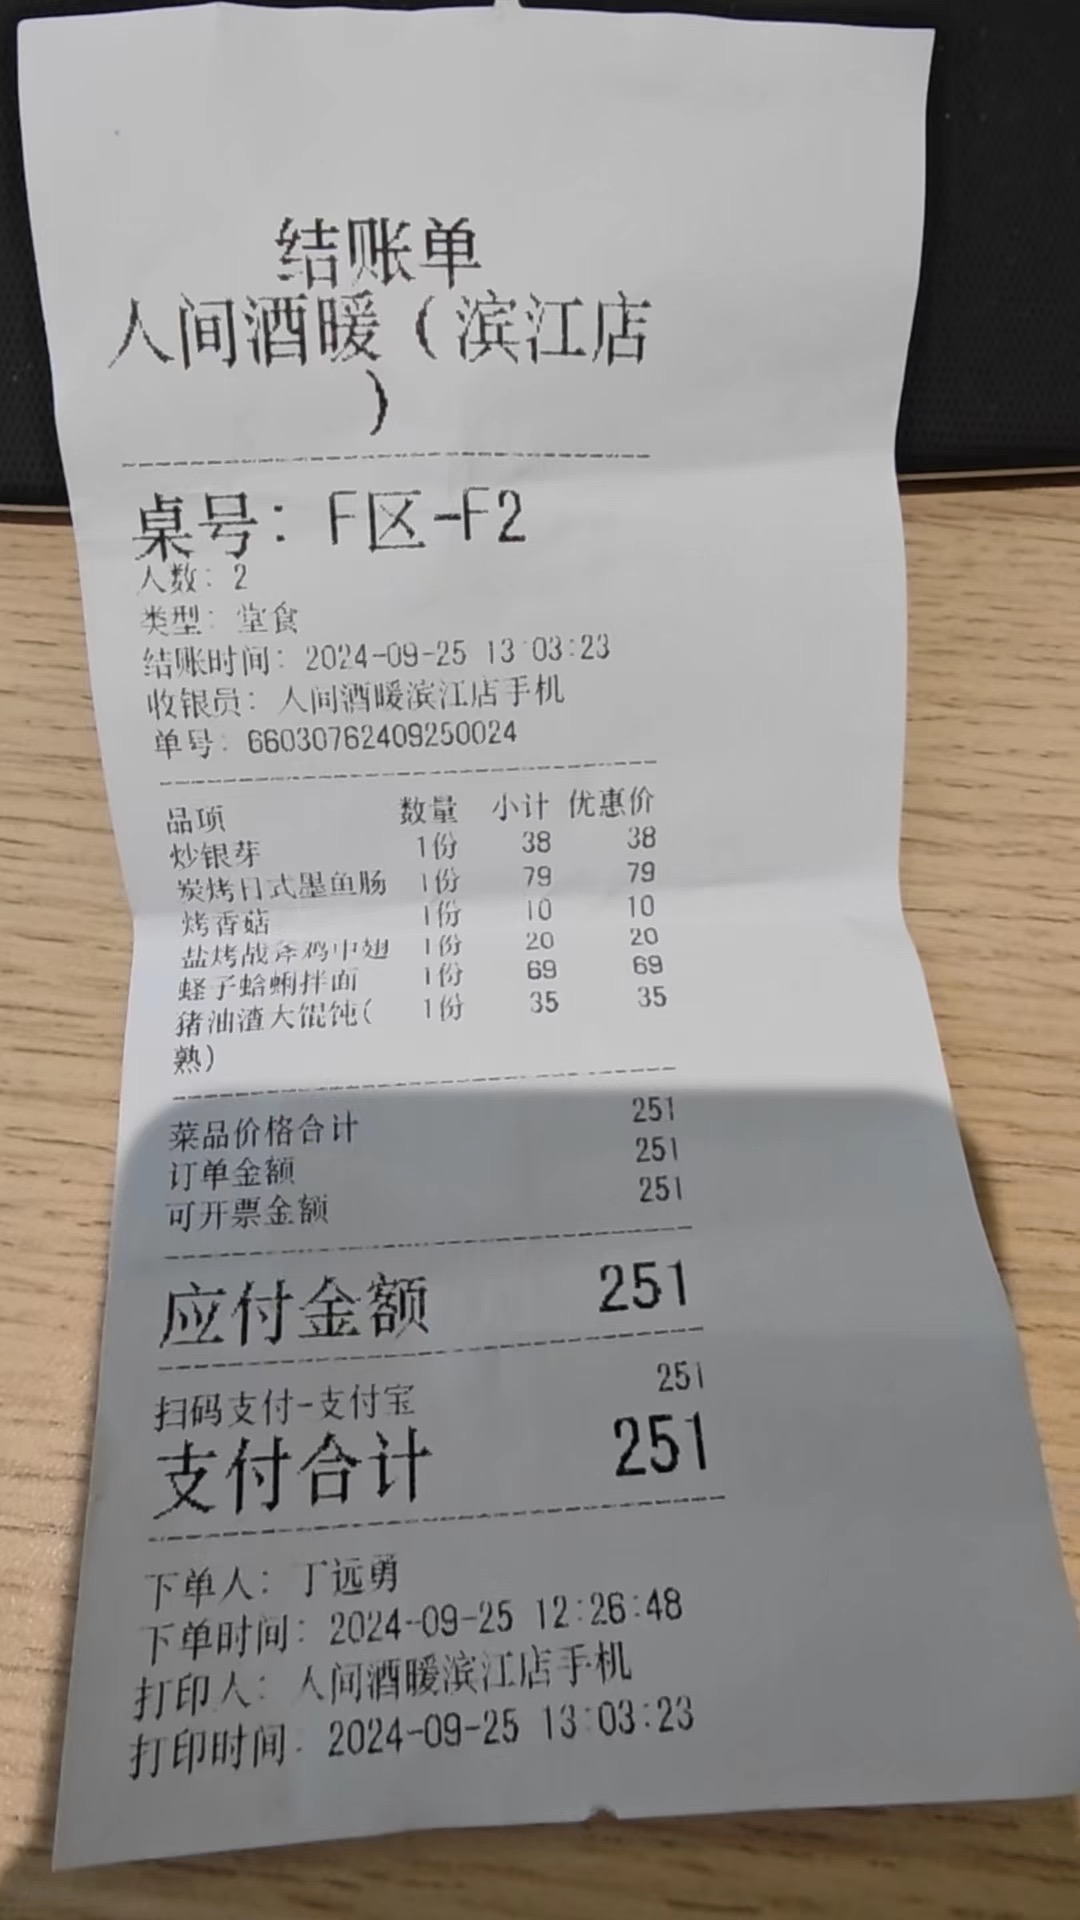 结账单
人间酒暖（滨江店
）
桌号：F区-F2
人数：2
类型：堂食
结账时间：2024-09-25 13:03:23
收银员：人间酒暖滨江店手机
单号：66030762409250024
品项 数量 小计 优惠价
炒银芽 1份 38 38
炭烤日式墨鱼肠 1份 79 79
烤香菇 1份 10 10
盐烤战斧鸡中翅 1份 20 20
蛏子蛤蜊拌面 1份 69 69
猪油渣大馄饨( 1份 35 35
熟)
菜品价格合计 251
订单金额 251
可开票金额 251
应付金额 251
扫码支付-支付宝 251
支付合计 251
下单人：丁远勇
下单时间：2024-09-25 12:26:48
打印人：人间酒暖滨江店手机
打印时间：2024-09-25 13:03:23